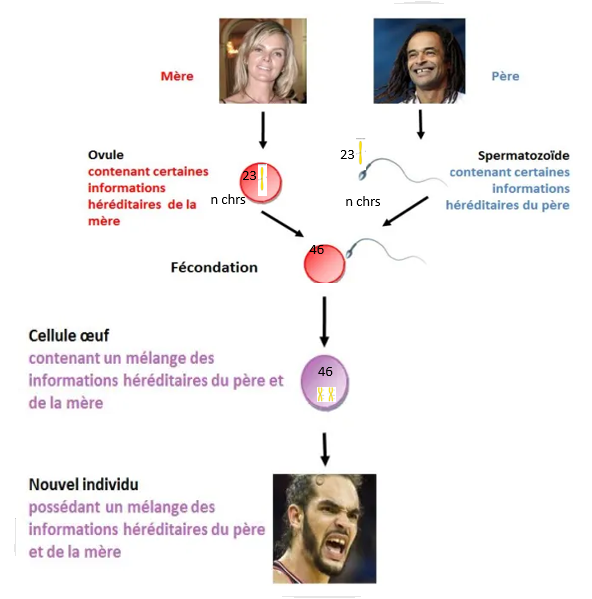 Mère
Père
Ovule
contenant certaines
informations
héréditaires de la
mère
23
n chrs
23
n chrs
Spermatozoïde
contenant certaines
informations
héréditaires du père
Fécondation
46
Cellule œuf
contenant un mélange des
informations héréditaires du père et
de la mère
46
Nouvel individu
possédant un mélange des
informations héréditaires du père
et de la mère